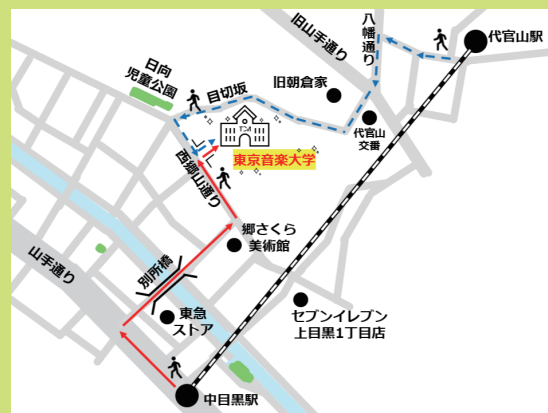 旧山手通り
八幡通り
代官山駅
日向
児童公園
目切坂
旧朝倉家
代官山
交番
TCM
東京音楽大学
西郷山通り
郷さくら
美術館
山手通り
別所橋
東急
ストア
セブンイレブン
上目黒1丁目店
中目黒駅